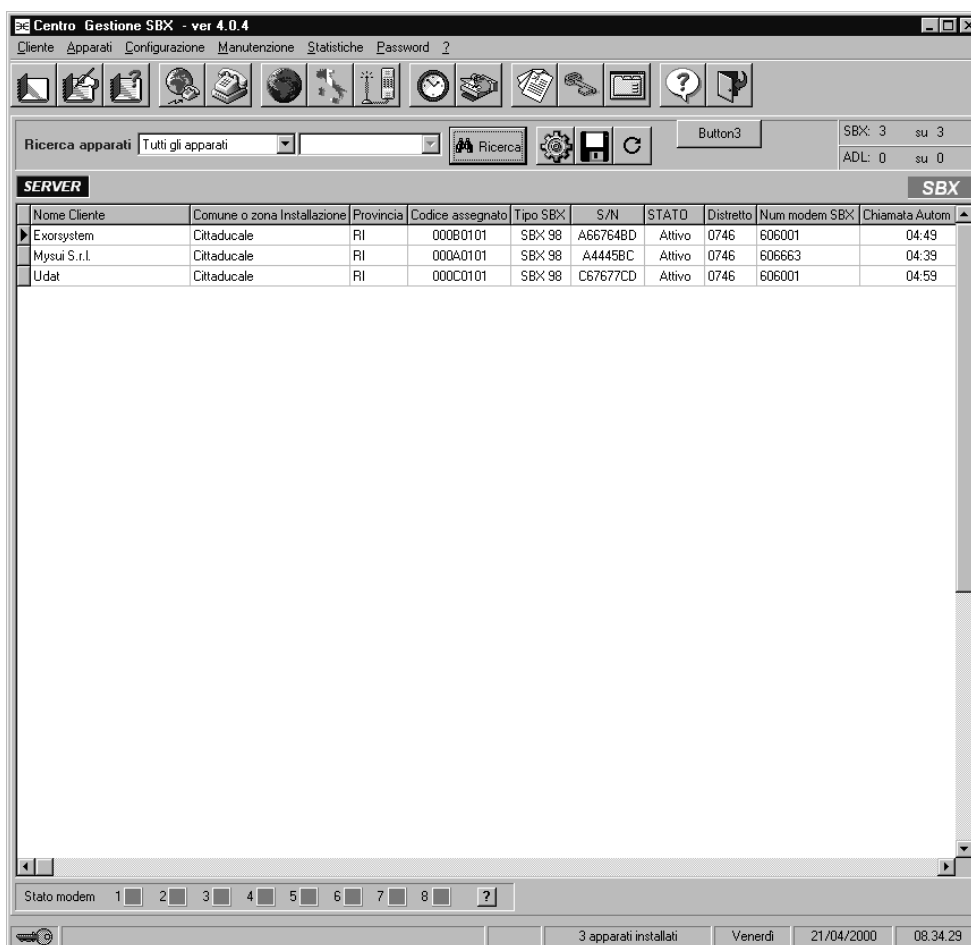 Centro Gestione SBX - ver 4.0.4
Cliente Apparati Configurazione Manutenzione Statistiche Password ?
Ricerca apparati Tutti gli apparati Ricerca Button3 SBX: 3 su 3
ADL: 0 su 0
SERVER SBX
Nome Cliente Comune o zona Installazione Provincia Codice assegnato Tipo SBX S/N STATO Distretto Num modem SBX Chiamata Autom
Exorsystem Cittaducale RI 000B0101 SBX 98 A66764BD Attivo 0746 606001 04:49
Mysui S.r.l. Cittaducale RI 000A0101 SBX 98 A4445BC Attivo 0746 606663 04:39
Udat Cittaducale RI 000C0101 SBX 98 C67677CD Attivo 0746 606001 04:59
Stato modem 1 2 3 4 5 6 7 8 ?
3 apparati installati Venerdì 21/04/2000 08.34.29